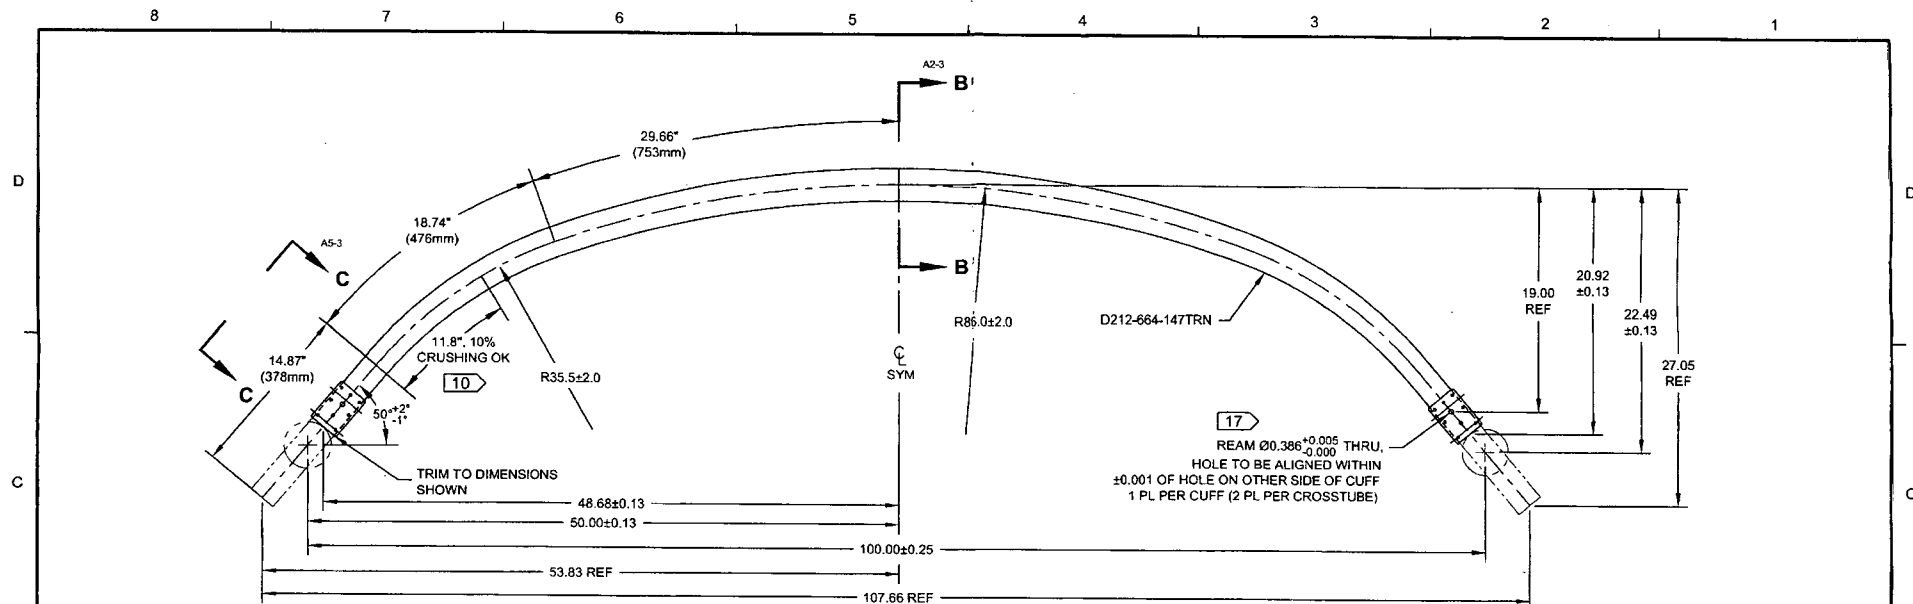 8 7 6 5 4 3 2 1
A2-3
B
29.66"
(753mm)
D
D
18.74"
(476mm)
A5-3
C
B
20.92
±0.13
19.00
REF
22.49
±0.13
R86.0±2.0
D212-664-147TRN
11.8", 10%
CRUSHING OK
10
14.87"
(378mm)
C
R35.5±2.0
CL
SYM
27.05
REF
50°+2°
-1°
17
REAM Ø0.386+0.005 THRU,
-0.000
HOLE TO BE ALIGNED WITHIN
±0.001 OF HOLE ON OTHER SIDE OF CUFF
1 PL PER CUFF (2 PL PER CROSSTUBE)
TRIM TO DIMENSIONS
SHOWN
C
48.68±0.13
50.00±0.13
100.00±0.25
53.83 REF
107.66 REF